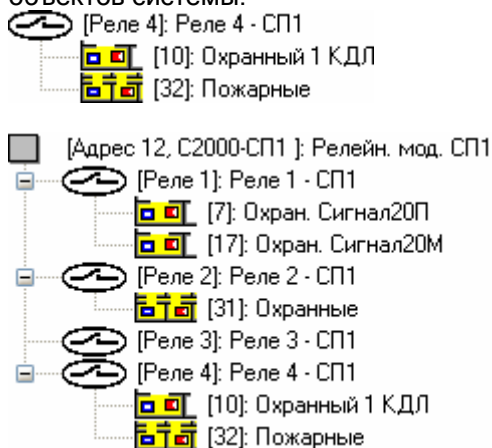 объектов системы.
[Реле 4]: Реле 4 - СП1
[10]: Охранный 1 КДЛ
[32]: Пожарные
[Адрес 12, С2000-СП1 ]: Релейн. мод. СП1
[Реле 1]: Реле 1 - СП1
[7]: Охран. Сигнал20П
[17]: Охран. Сигнал20М
[Реле 2]: Реле 2 - СП1
[31]: Охранные
[Реле 3]: Реле 3 - СП1
[Реле 4]: Реле 4 - СП1
[10]: Охранный 1 КДЛ
[32]: Пожарные